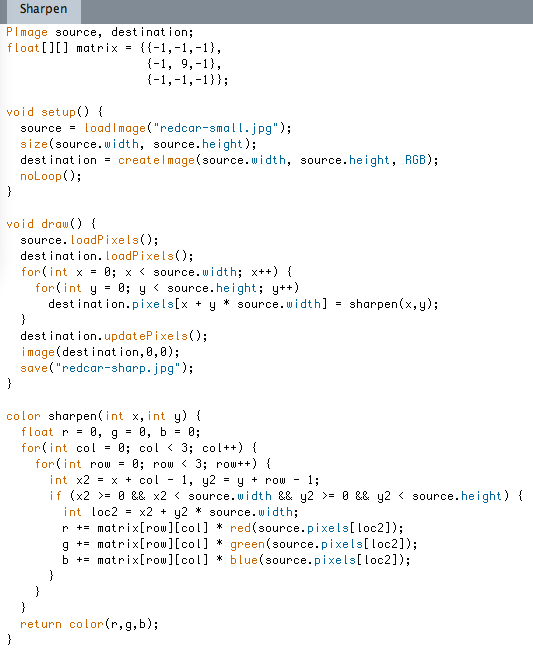 Sharpen
PImage source, destination;
float[][] matrix = {{-1,-1,-1},
                    {-1, 9,-1},
                    {-1,-1,-1}};

void setup() {
  source = loadImage("redcar-small.jpg");
  size(source.width, source.height);
  destination = createImage(source.width, source.height, RGB);
  noLoop();
}

void draw() {
  source.loadPixels();
  destination.loadPixels();
  for(int x = 0; x < source.width; x++) {
    for(int y = 0; y < source.height; y++)
      destination.pixels[x + y * source.width] = sharpen(x,y);
  }
  destination.updatePixels();
  image(destination,0,0);
  save("redcar-sharp.jpg");
}

color sharpen(int x,int y) {
  float r = 0, g = 0, b = 0;
  for(int col = 0; col < 3; col++) {
    for(int row = 0; row < 3; row++) {
      int x2 = x + col - 1, y2 = y + row - 1;
      if (x2 >= 0 && x2 < source.width && y2 >= 0 && y2 < source.height) {
        int loc2 = x2 + y2 * source.width;
        r += matrix[row][col] * red(source.pixels[loc2]);
        g += matrix[row][col] * green(source.pixels[loc2]);
        b += matrix[row][col] * blue(source.pixels[loc2]);
      }
    }
  }
  return color(r,g,b);
}